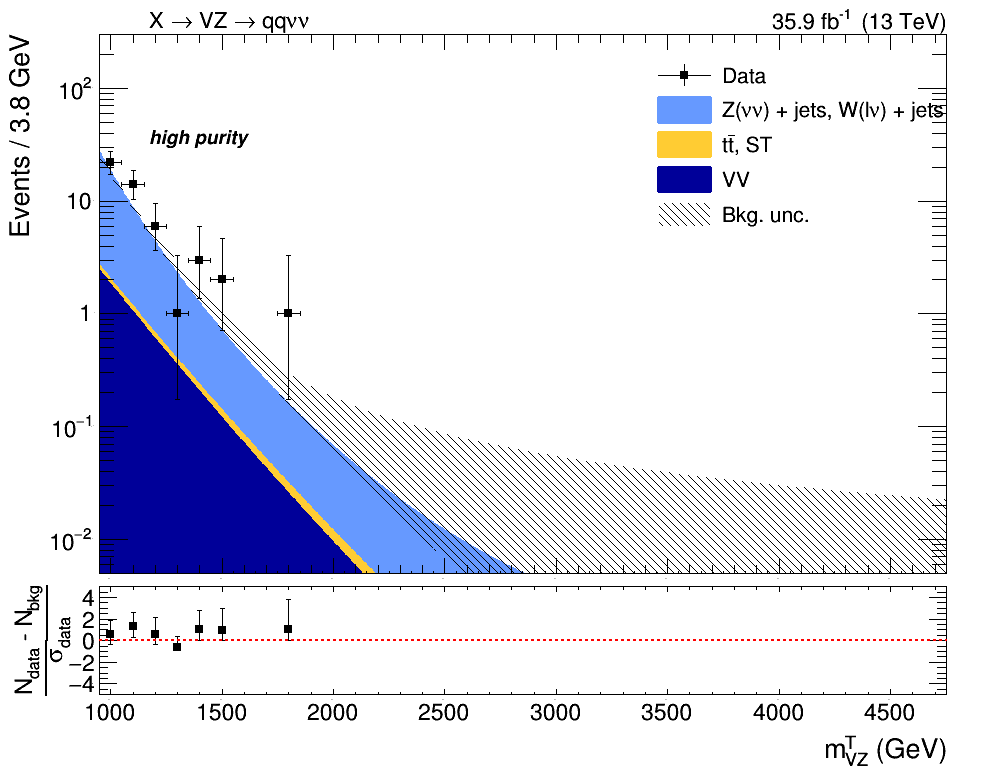 X → VZ → qqνν
35.9 fb⁻¹ (13 TeV)
Events / 3.8 GeV
high purity
Data
Z(νν) + jets, W(lν) + jets
tt̄, ST
VV
Bkg. unc.
10²
10
1
10⁻¹
10⁻²
N_data - N_bkg
σ_data
4
2
0
−2
−4
1000 1500 2000 2500 3000 3500 4000 4500
m^T_VZ (GeV)